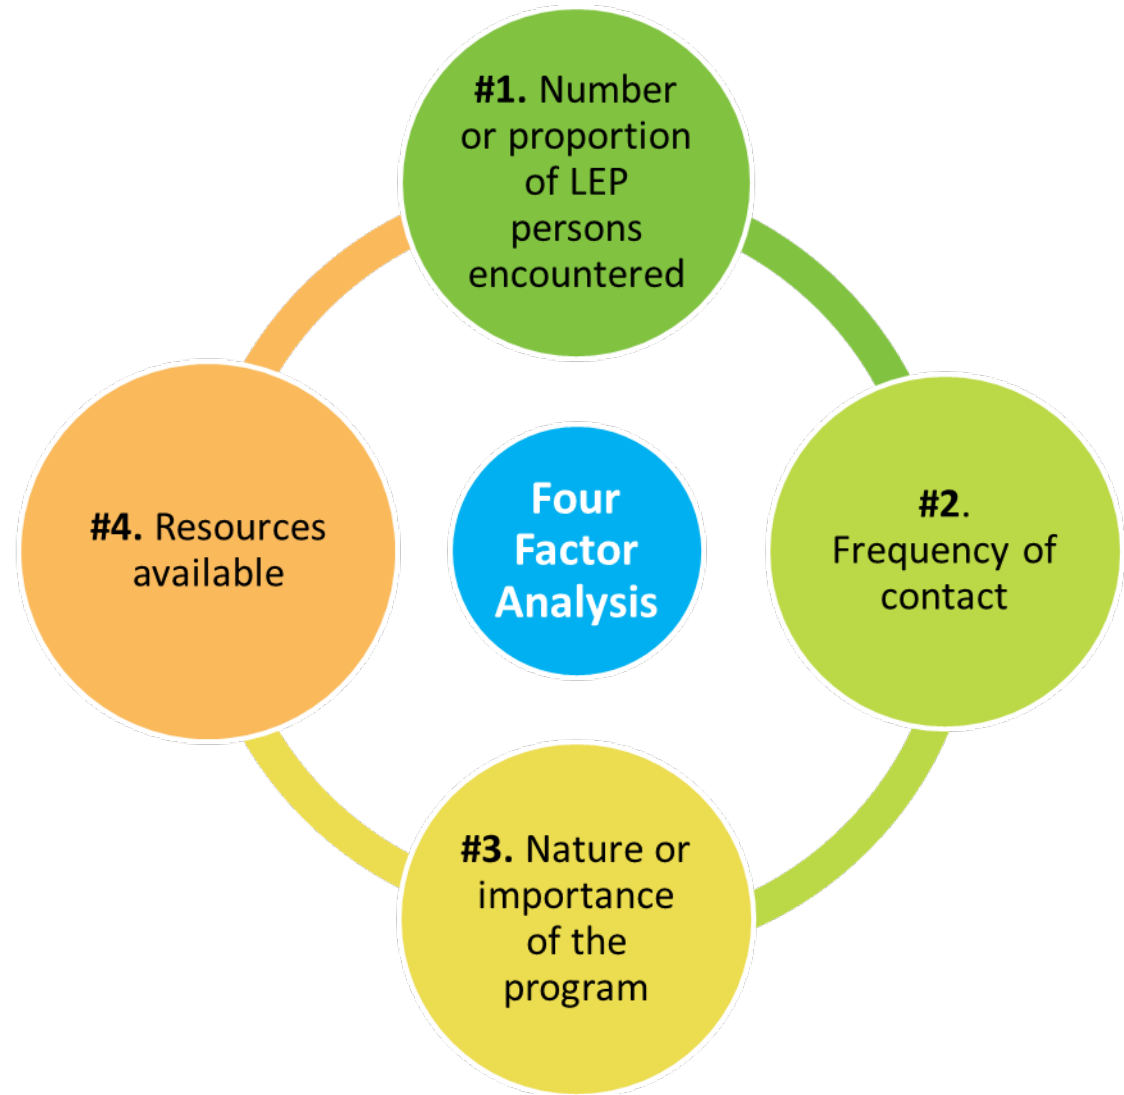 #1. Number
or proportion
of LEP
persons
encountered
#2.
Frequency of
contact
#3. Nature or
importance
of the
program
#4. Resources
available
Four
Factor
Analysis